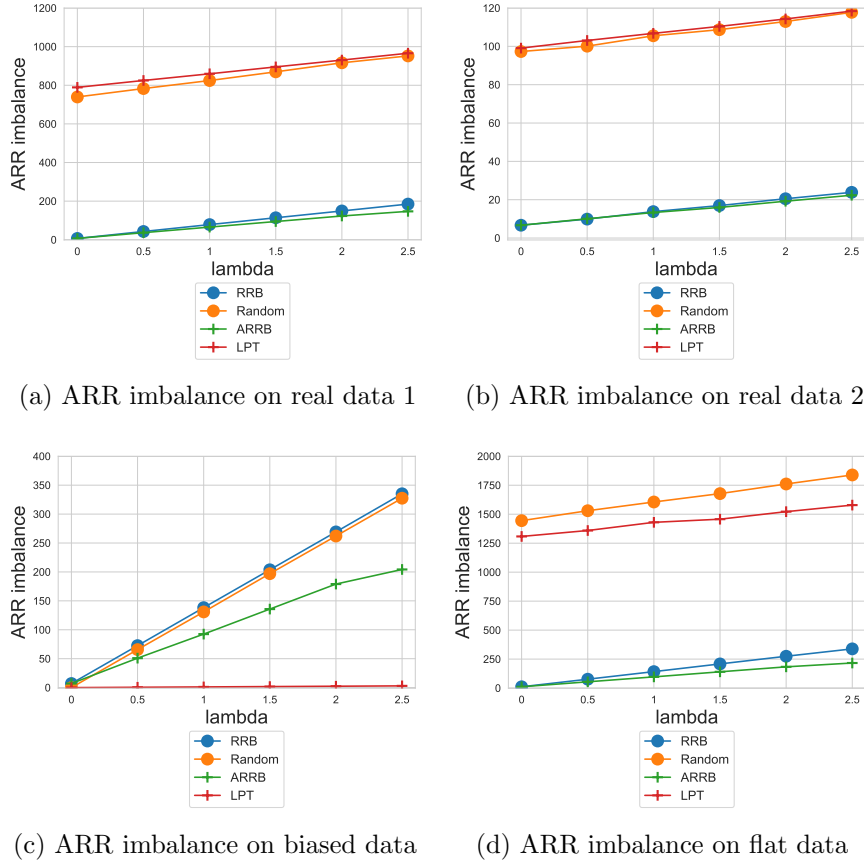 1200
1000
800
600
400
200
0
ARR imbalance
0 0.5 1 1.5 2 2.5
lambda
RRB
Random
ARRB
LPT
(a) ARR imbalance on real data 1
120
100
80
60
40
20
0
ARR imbalance
0 0.5 1 1.5 2 2.5
lambda
RRB
Random
ARRB
LPT
(b) ARR imbalance on real data 2
400
350
300
250
200
150
100
50
0
ARR imbalance
0 0.5 1 1.5 2 2.5
lambda
RRB
Random
ARRB
LPT
(c) ARR imbalance on biased data
2000
1750
1500
1250
1000
750
500
250
0
ARR imbalance
0 0.5 1 1.5 2 2.5
lambda
RRB
Random
ARRB
LPT
(d) ARR imbalance on flat data